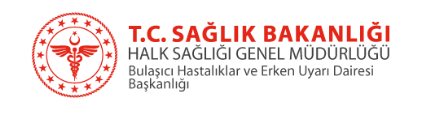 T.C. SAĞLIK BAKANLIĞI
HALK SAĞLIĞI GENEL MÜDÜRLÜĞÜ
Bulaşıcı Hastalıklar ve Erken Uyarı Dairesi
Başkanlığı